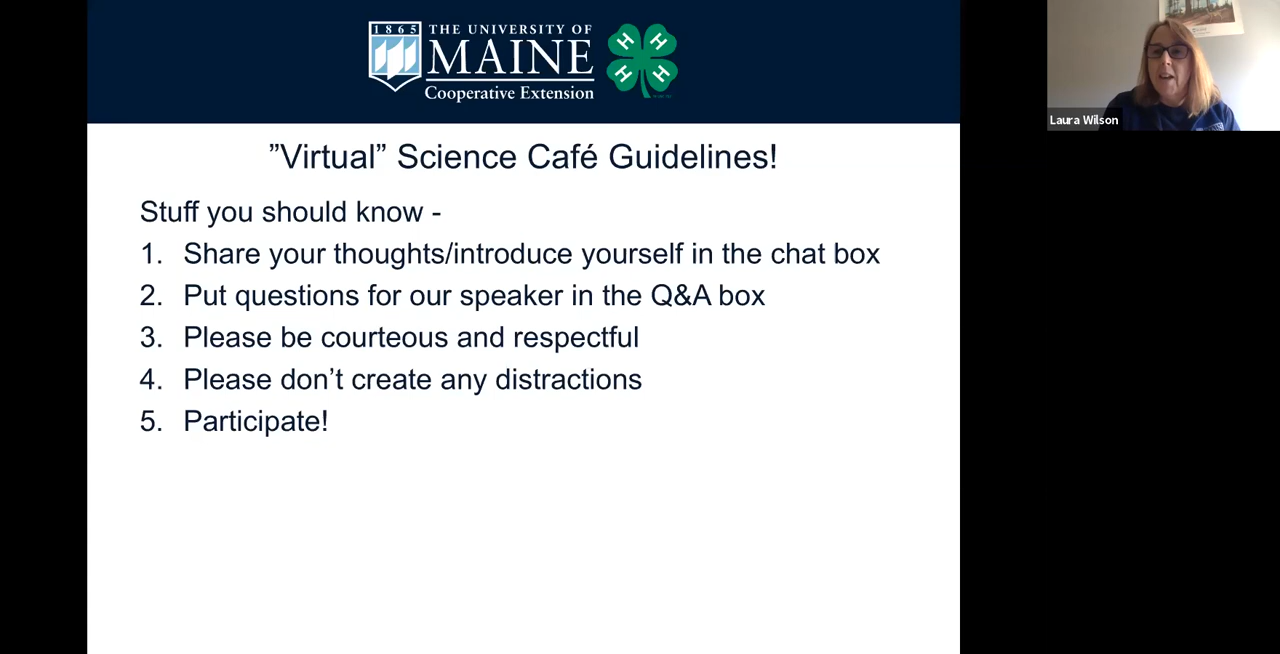 1865
THE UNIVERSITY OF
MAINE
Cooperative Extension
H H
H H
Laura Wilson
”Virtual” Science Café Guidelines!
Stuff you should know -
1. Share your thoughts/introduce yourself in the chat box
2. Put questions for our speaker in the Q&A box
3. Please be courteous and respectful
4. Please don’t create any distractions
5. Participate!